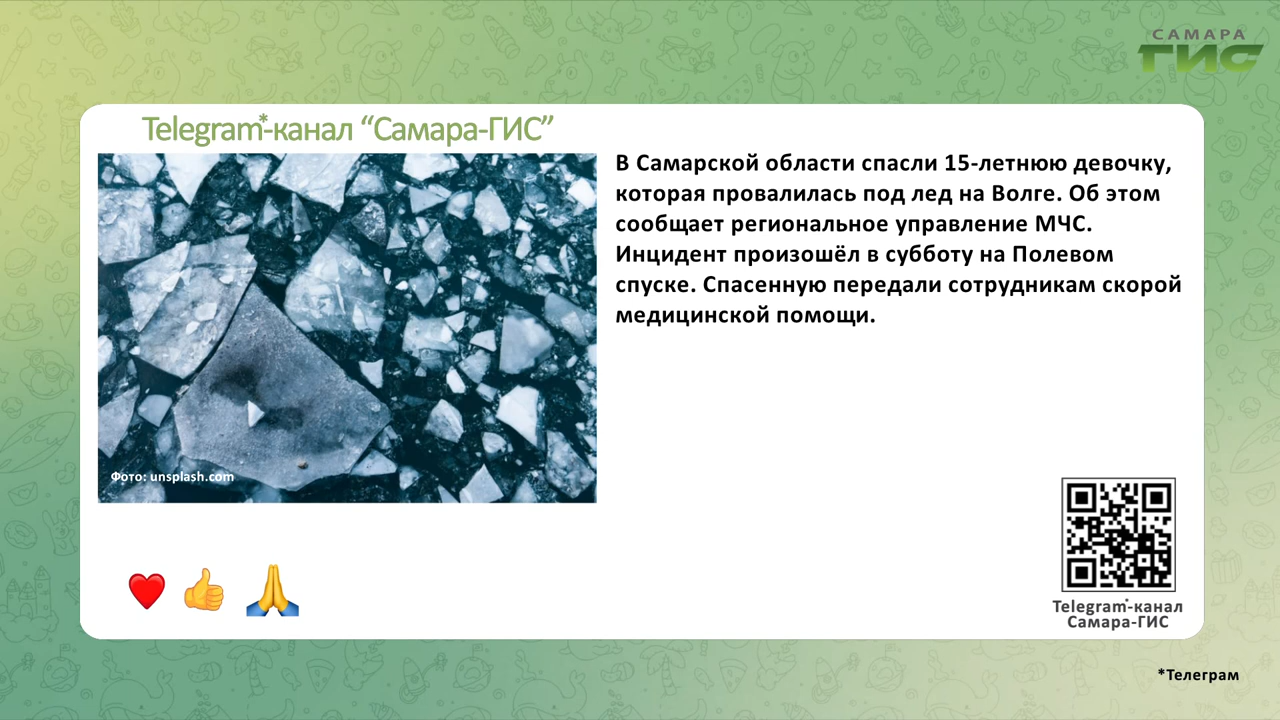 САМАРА
ГИС
Telegram*-канал “Самара-ГИС”
В Самарской области спасли 15-летнюю девочку,
которая провалилась под лед на Волге. Об этом
сообщает региональное управление МЧС.
Инцидент произошёл в субботу на Полевом
спуске. Спасенную передали сотрудникам скорой
медицинской помощи.
Фото: unsplash.com
Telegram*-канал
Самара-ГИС
*Телеграм